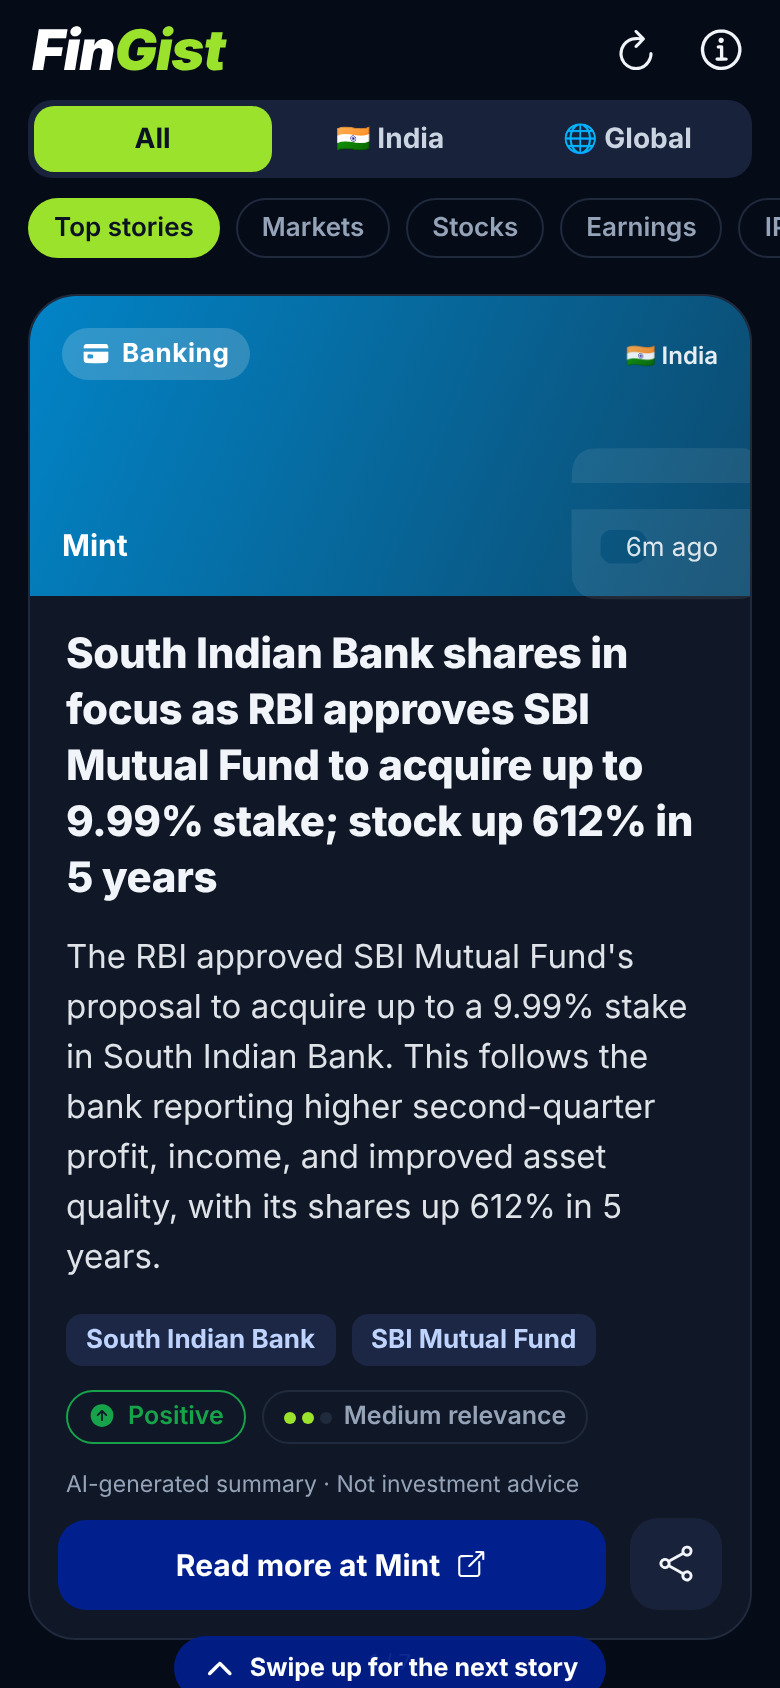 FinGist
All
India
Global
Top stories
Markets
Stocks
Earnings
Banking
India
Mint
6m ago
South Indian Bank shares in
focus as RBI approves SBI
Mutual Fund to acquire up to
9.99% stake; stock up 612% in
5 years
The RBI approved SBI Mutual Fund's
proposal to acquire up to a 9.99% stake
in South Indian Bank. This follows the
bank reporting higher second-quarter
profit, income, and improved asset
quality, with its shares up 612% in 5
years.
South Indian Bank
SBI Mutual Fund
Positive
Medium relevance
AI-generated summary · Not investment advice
Read more at Mint
Swipe up for the next story